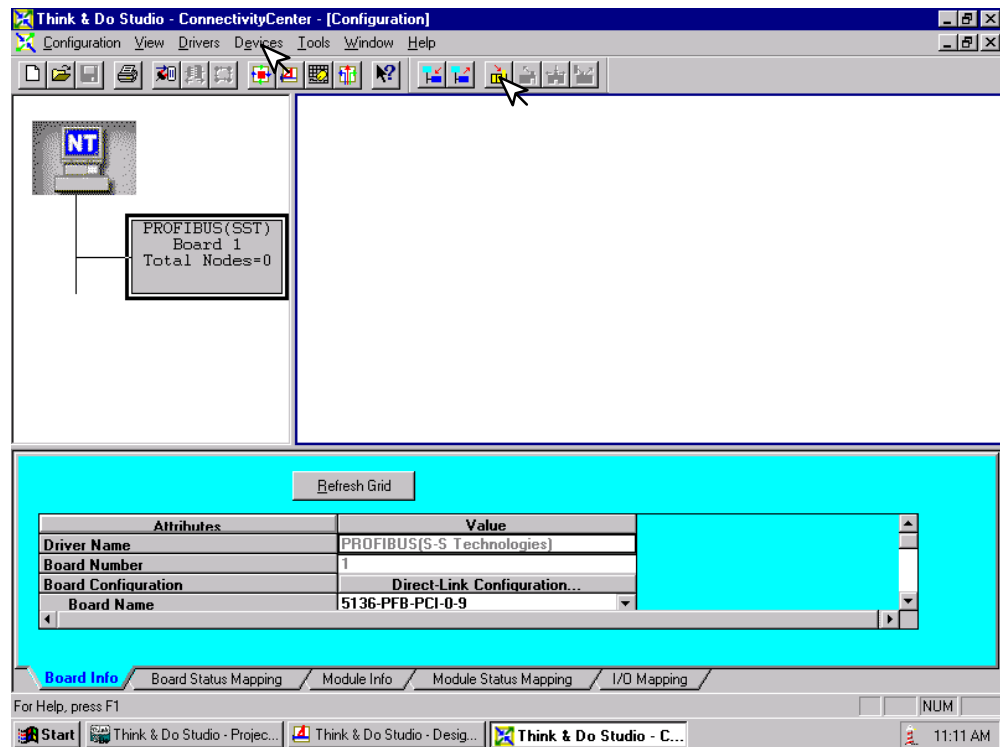 Think & Do Studio - ConnectivityCenter - [Configuration]
Configuration View Drivers Devices Tools Window Help
NT
PROFIBUS(SST)
Board 1
Total Nodes=0
Refresh Grid
Attributes Value
Driver Name PROFIBUS(S-S Technologies)
Board Number 1
Board Configuration Direct-Link Configuration...
Board Name 5136-PFB-PCI-0-9
Board Info Board Status Mapping Module Info Module Status Mapping I/O Mapping
For Help, press F1 NUM
Start Think & Do Studio - Projec... Think & Do Studio - Desig... Think & Do Studio - C... 11:11 AM